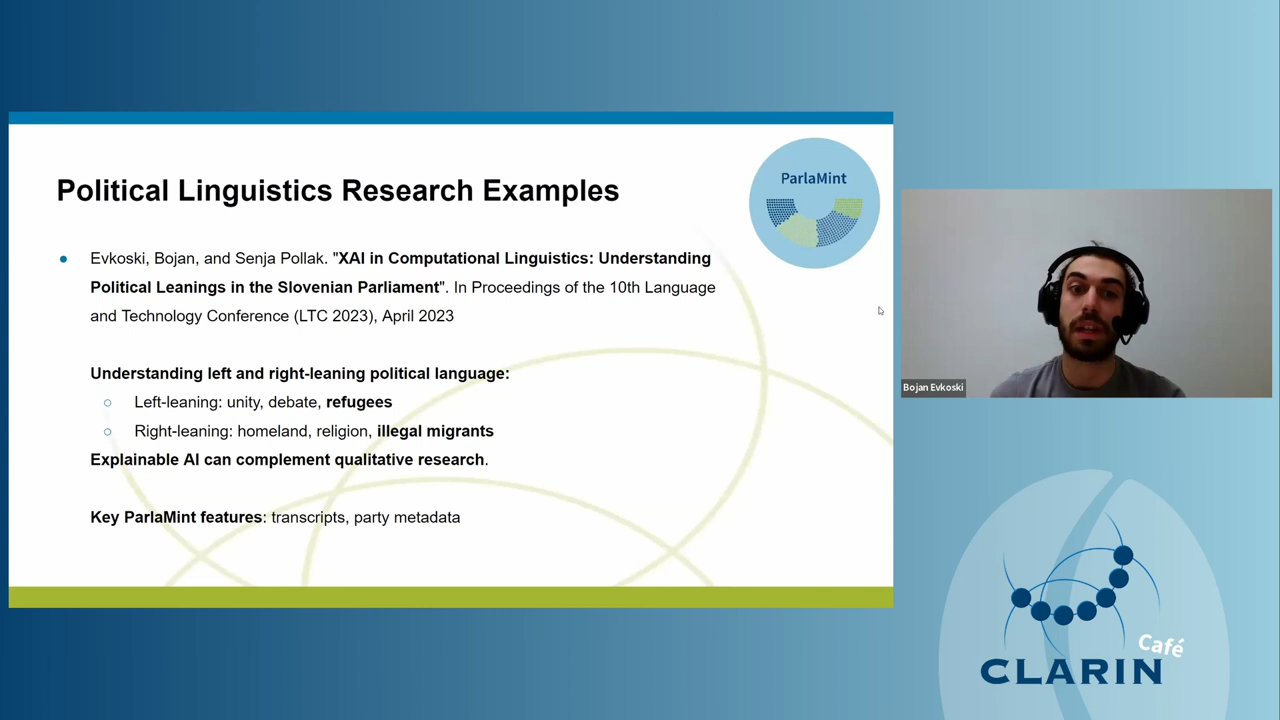 Political Linguistics Research Examples
ParlaMint
Evkoski, Bojan, and Senja Pollak. "XAI in Computational Linguistics: Understanding
Political Leanings in the Slovenian Parliament". In Proceedings of the 10th Language
and Technology Conference (LTC 2023), April 2023
Understanding left and right-leaning political language:
Left-leaning: unity, debate, refugees
Right-leaning: homeland, religion, illegal migrants
Explainable AI can complement qualitative research.
Key ParlaMint features: transcripts, party metadata
Bojan Evkoski
Café
CLARIN